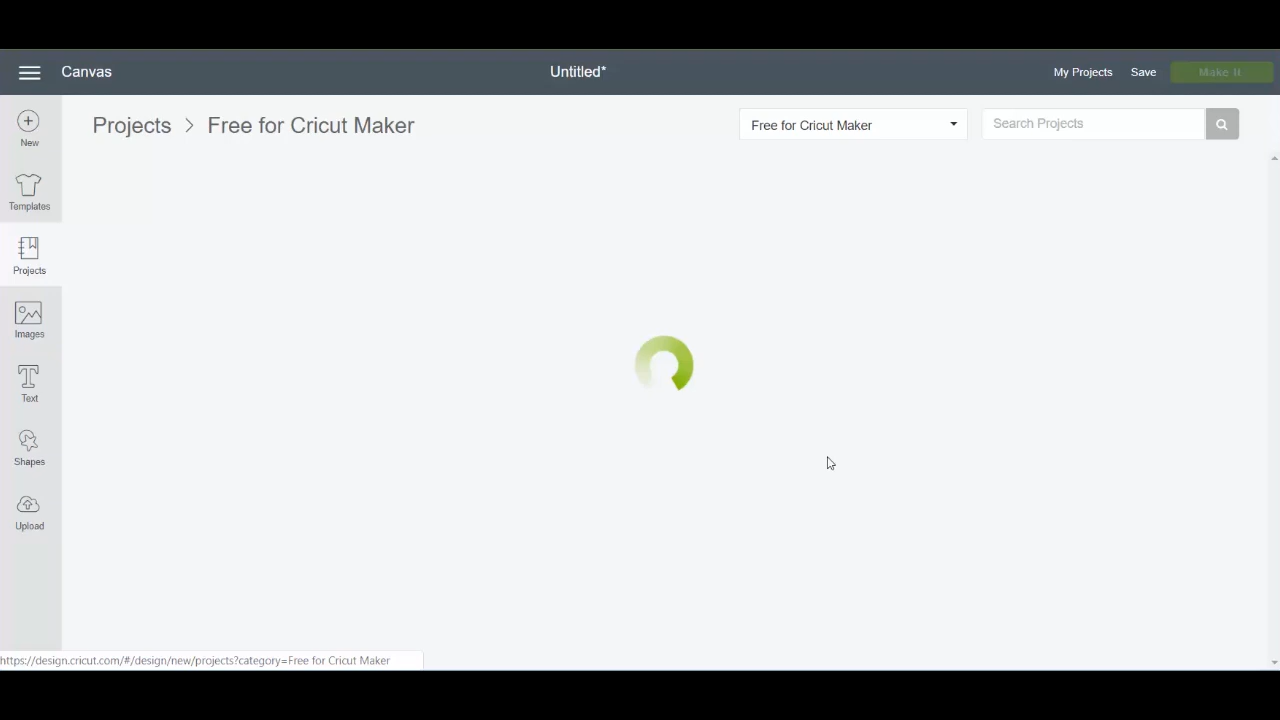 Canvas
Untitled*
My Projects
Save
Make It
New
Templates
Projects
Images
Text
Shapes
Upload
Projects > Free for Cricut Maker
Free for Cricut Maker
Search Projects
https://design.cricut.com/#/design/new/projects?category=Free for Cricut Maker